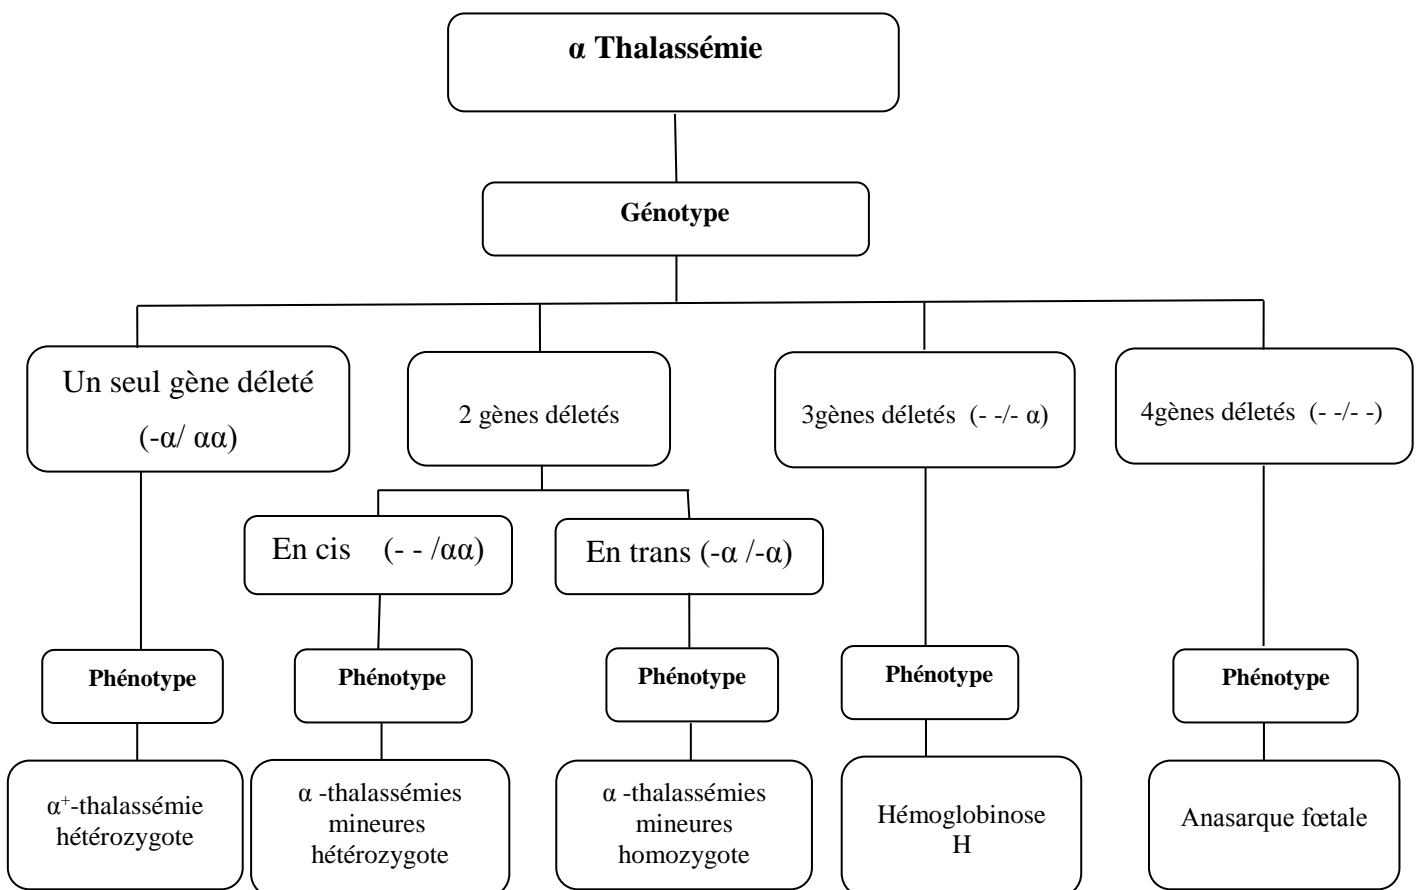 α Thalassémie
Génotype
Un seul gène déleté
(-α/ αα)
2 gènes déletés
3gènes déletés (- -/- α)
4gènes déletés (- -/- -)
En cis (- - /αα)
En trans (-α /-α)
Phénotype
Phénotype
Phénotype
Phénotype
Phénotype
α⁺-thalassémie
hétérozygote
α -thalassémies
mineures
hétérozygote
α -thalassémies
mineures
homozygote
Hémoglobinose
H
Anasarque fœtale